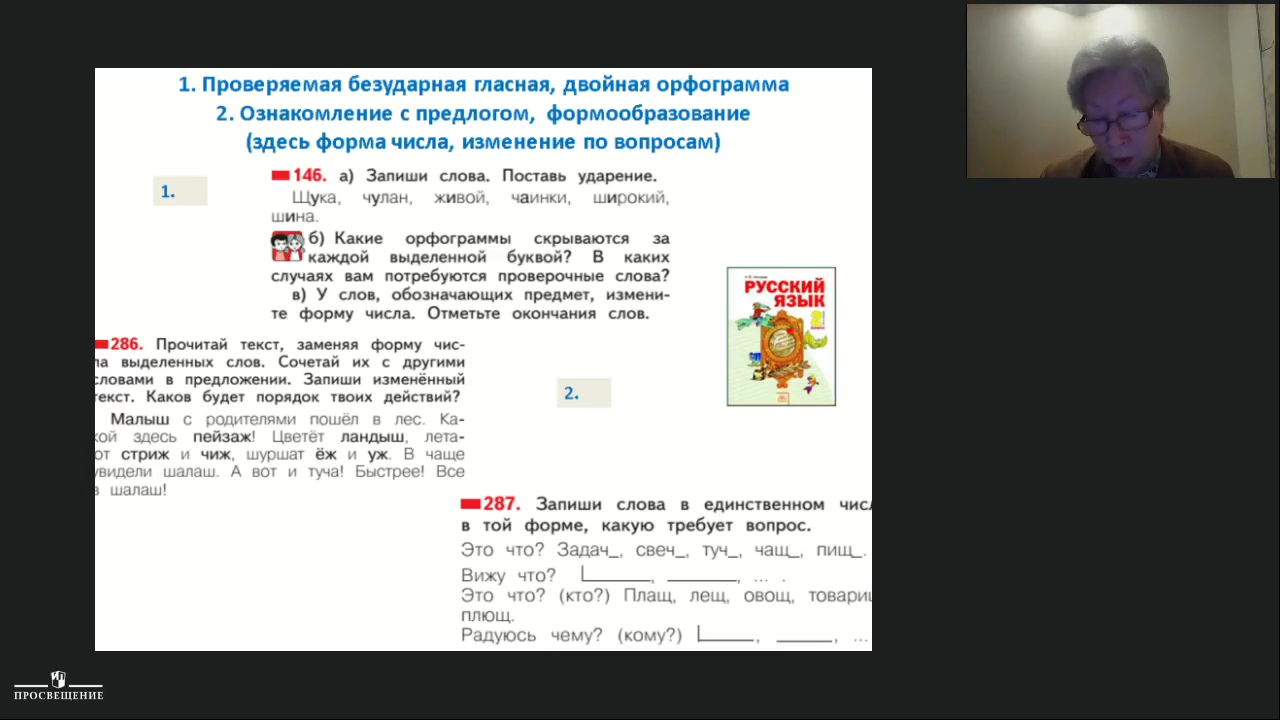 1. Проверяемая безударная гласная, двойная орфограмма
2. Ознакомление с предлогом, формообразование
(здесь форма числа, изменение по вопросам)
1.
146. а) Запиши слова. Поставь ударение.
Щука, чулан, живой, чаинки, широкий,
шина.
б) Какие орфограммы скрываются за
каждой выделенной буквой? В каких
случаях вам потребуются проверочные слова?
в) У слов, обозначающих предмет, измени-
те форму числа. Отметьте окончания слов.
РУССКИЙ
ЯЗЫК
2
286. Прочитай текст, заменяя форму чис-
ла выделенных слов. Сочетай их с другими
словами в предложении. Запиши изменённый
текст. Каков будет порядок твоих действий?
Малыш с родителями пошёл в лес. Ка-
кой здесь пейзаж! Цветёт ландыш, лета-
ют стриж и чиж, шуршат ёж и уж. В чаще
увидели шалаш. А вот и туча! Быстрее! Все
в шалаш!
2.
287. Запиши слова в единственном числ
в той форме, какую требует вопрос.
Это что? Задач_, свеч_, туч_, чащ_, пищ_.
Вижу что? ______, ______, ... .
Это что? (кто?) Плащ, лещ, овощ, товарищ
плющ.
Радуюсь чему? (кому?) _____, _____, ...
ПРОСВЕЩЕНИЕ